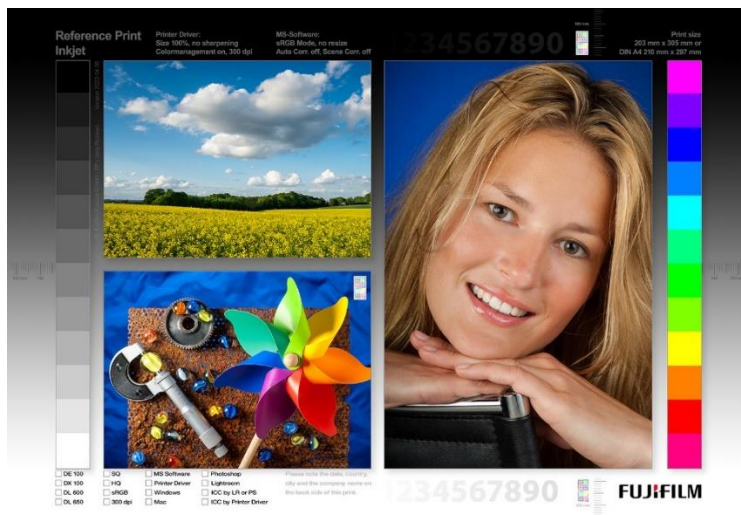 Reference Print
Inkjet
Printer Driver:
Size 100%, no sharpening
Colormanagement on, 300 dpi
MS-Software:
sRGB Mode, no resize
Auto Corr. off, Scene Corr. off
1234567890
Print size
203 mm x 305 mm or
DIN A4 210 mm x 297 mm
DE 100
DX 100
DL 600
DL 650
SQ
HQ
sRGB
300 dpi
MS Software
Printer Driver
Windows
Mac
Photoshop
Lightroom
ICC by LR or PS
ICC by Printer Driver
Please note the date, country,
city and the company name on
the back side of this print.
1234567890
FUJIFILM